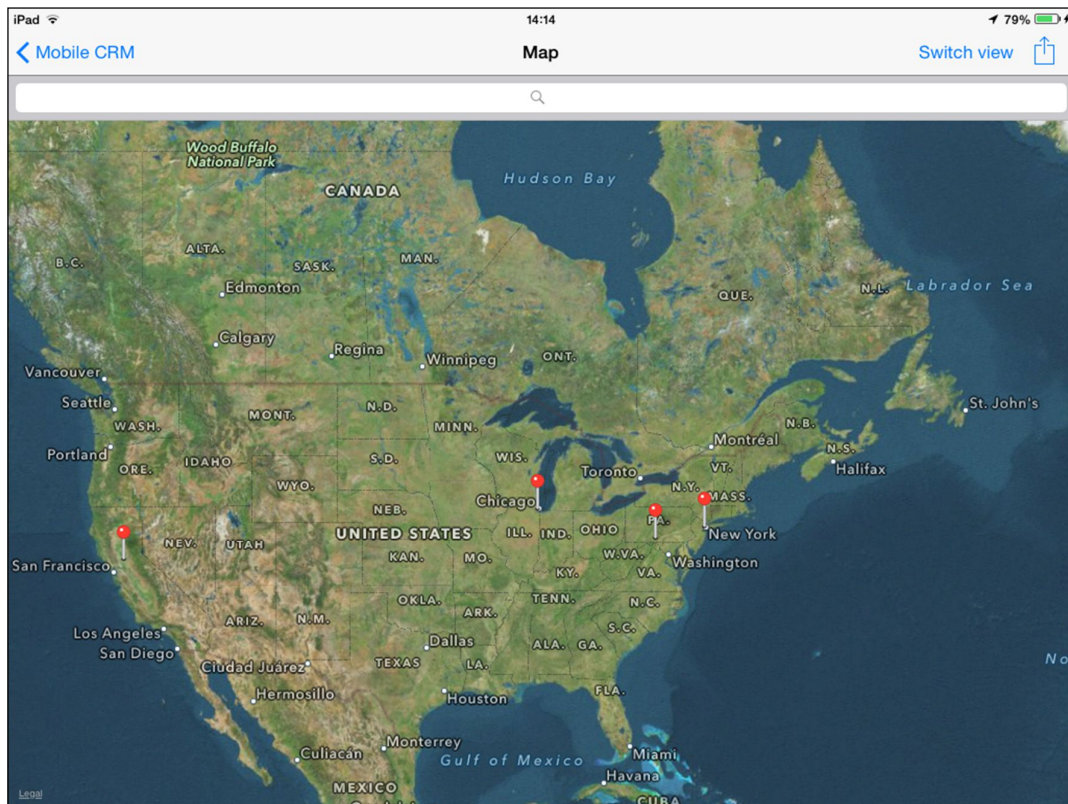 iPad
14:14
79%
Mobile CRM
Map
Switch view
Wood Buffalo
National Park
CANADA
Hudson Bay
ALTA.
MAN.
B.C.
SASK.
Edmonton
QUE.
N.L.
Labrador Sea
Calgary
Regina
Winnipeg
ONT.
Vancouver
Seattle
WASH.
MONT.
N.D.
MINN.
St. John's
N.B.
Portland
ORE.
IDAHO
S.D.
WIS.
Toronto
Montréal
N.S.
VT.
Halifax
WYO.
N.Y.
MASS.
Chicago
NEB.
PA.
UNITED STATES
ILL.
IND.
OHIO
New York
NEV.
UTAH
KAN.
MO.
W.VA.
Washington
San Francisco
KY.
VA.
OKLA.
ARK.
TENN.
N.C.
ARIZ.
N.M.
S.C.
Los Angeles
San Diego
Dallas
ALA.
GA.
Ciudad Juárez
TEXAS
LA.
No
Hermosillo
Houston
FLA.
Monterrey
Culiacán
Gulf of Mexico
Miami
Havana
MEXICO
CUBA
Legal